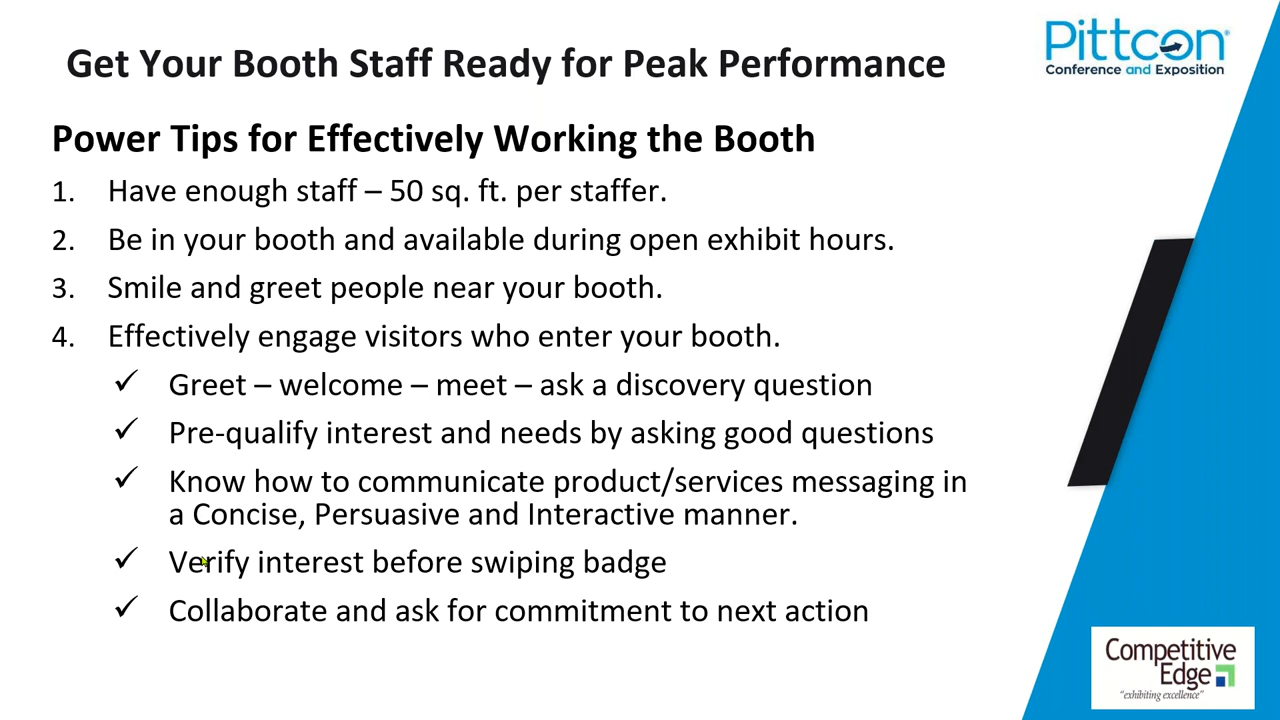 Get Your Booth Staff Ready for Peak Performance
Pittcon
Conference and Exposition
Power Tips for Effectively Working the Booth
1. Have enough staff – 50 sq. ft. per staffer.
2. Be in your booth and available during open exhibit hours.
3. Smile and greet people near your booth.
4. Effectively engage visitors who enter your booth.
✓ Greet – welcome – meet – ask a discovery question
✓ Pre-qualify interest and needs by asking good questions
✓ Know how to communicate product/services messaging in
a Concise, Persuasive and Interactive manner.
✓ Verify interest before swiping badge
✓ Collaborate and ask for commitment to next action
Competitive
Edge
"exhibiting excellence"